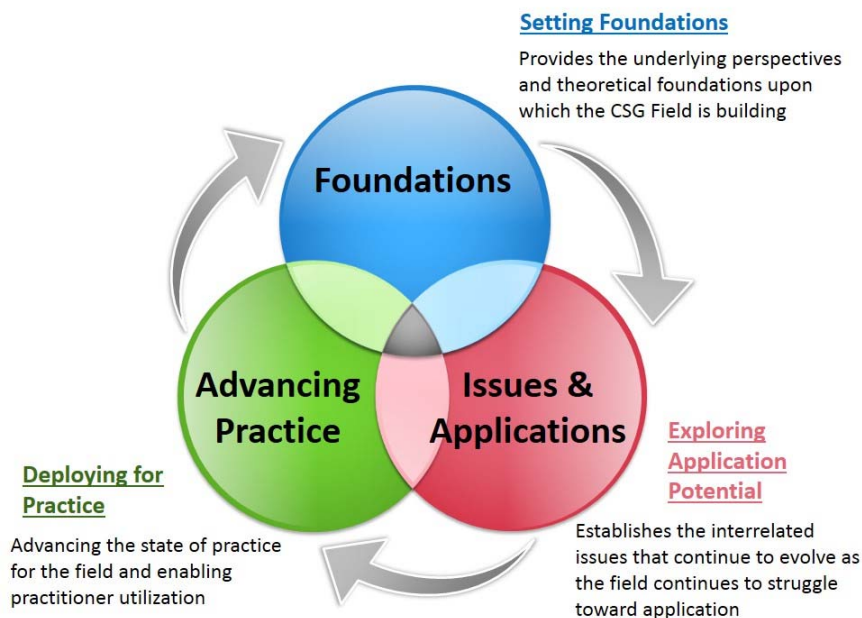 Setting Foundations
Provides the underlying perspectives
and theoretical foundations upon
which the CSG Field is building
Foundations
Advancing
Practice
Issues &
Applications
Exploring
Application
Potential
Establishes the interrelated
issues that continue to evolve as
the field continues to struggle
toward application
Deploying for
Practice
Advancing the state of practice
for the field and enabling
practitioner utilization